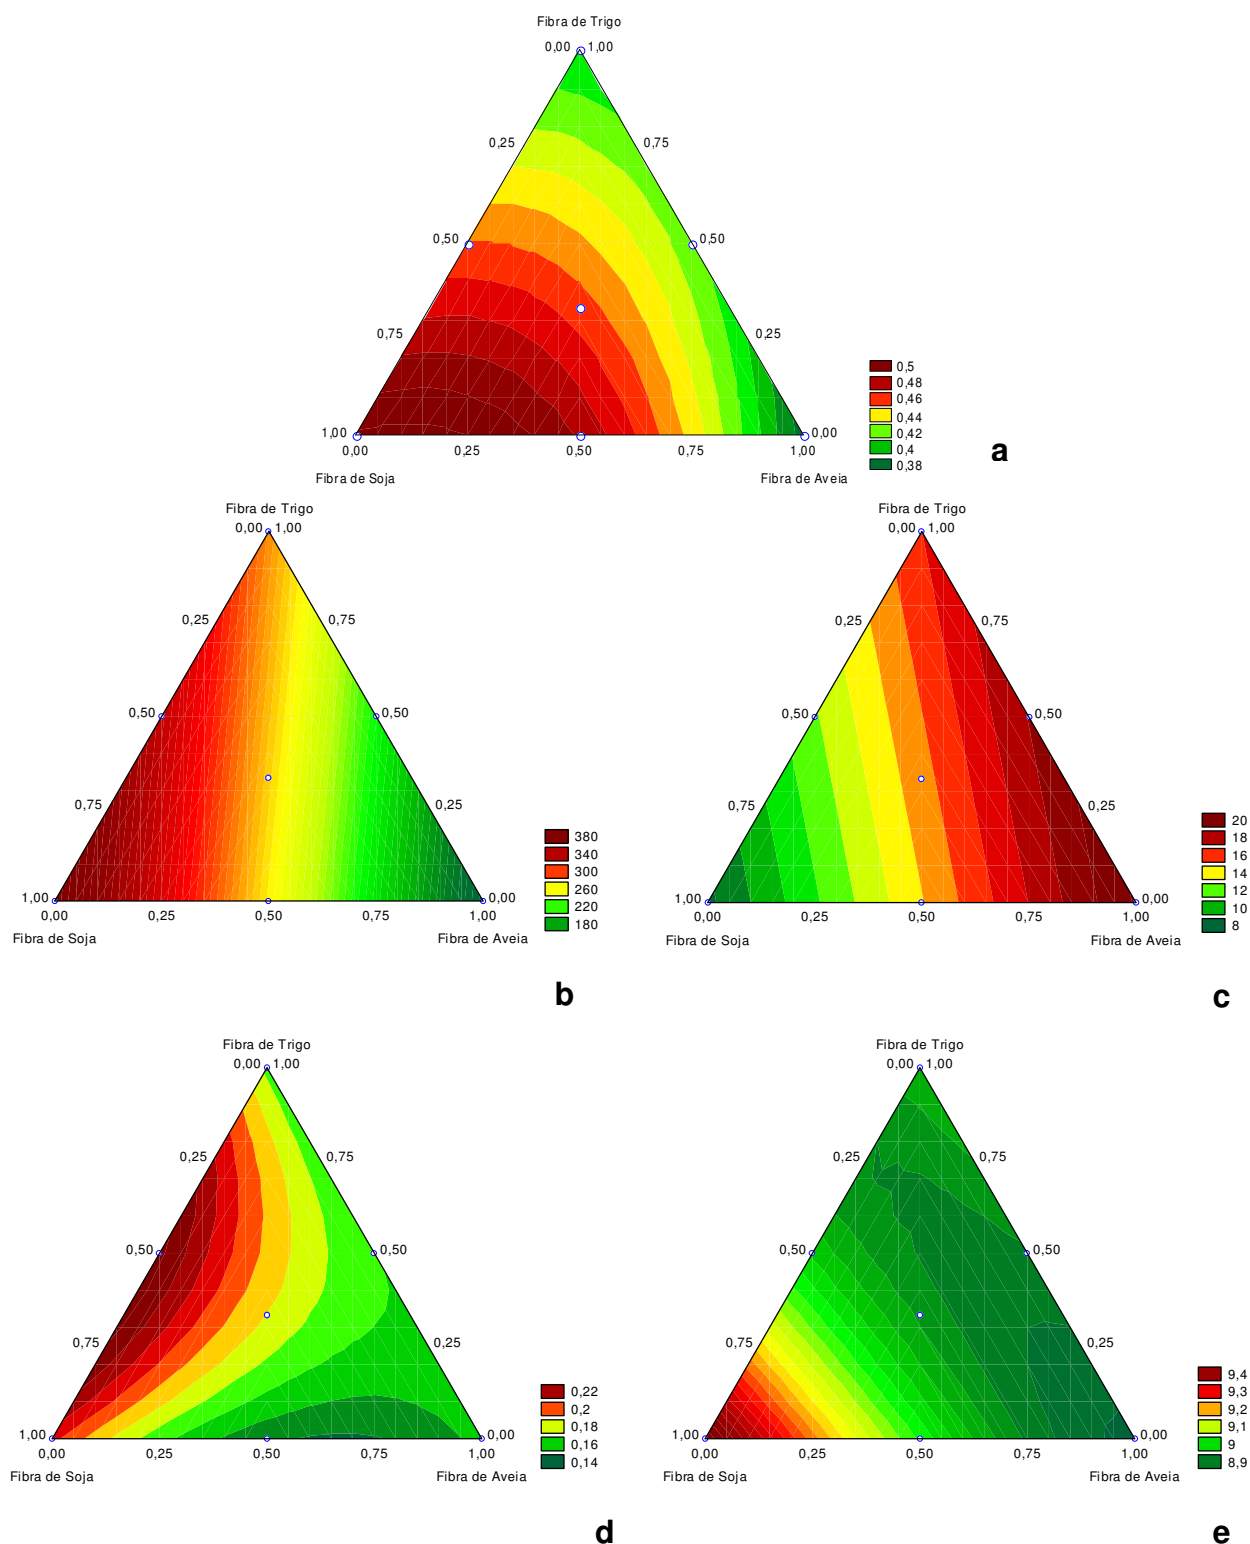 Fibra de Trigo
0,00 1,00
0,25 0,75
0,50 0,50
0,75 0,25
1,00 0,00
0,00 0,25 0,50 0,75 1,00
Fibra de Soja Fibra de Aveia
0,5
0,48
0,46
0,44
0,42
0,4
0,38
a
Fibra de Trigo
0,00 1,00
0,25 0,75
0,50 0,50
0,75 0,25
1,00 0,00
0,00 0,25 0,50 0,75 1,00
Fibra de Soja Fibra de Aveia
380
340
300
260
220
180
b
Fibra de Trigo
0,00 1,00
0,25 0,75
0,50 0,50
0,75 0,25
1,00 0,00
0,00 0,25 0,50 0,75 1,00
Fibra de Soja Fibra de Aveia
20
18
16
14
12
10
8
c
Fibra de Trigo
0,00 1,00
0,25 0,75
0,50 0,50
0,75 0,25
1,00 0,00
0,00 0,25 0,50 0,75 1,00
Fibra de Soja Fibra de Aveia
0,22
0,2
0,18
0,16
0,14
d
Fibra de Trigo
0,00 1,00
0,25 0,75
0,50 0,50
0,75 0,25
1,00 0,00
0,00 0,25 0,50 0,75 1,00
Fibra de Soja Fibra de Aveia
9,4
9,3
9,2
9,1
9
8,9
e